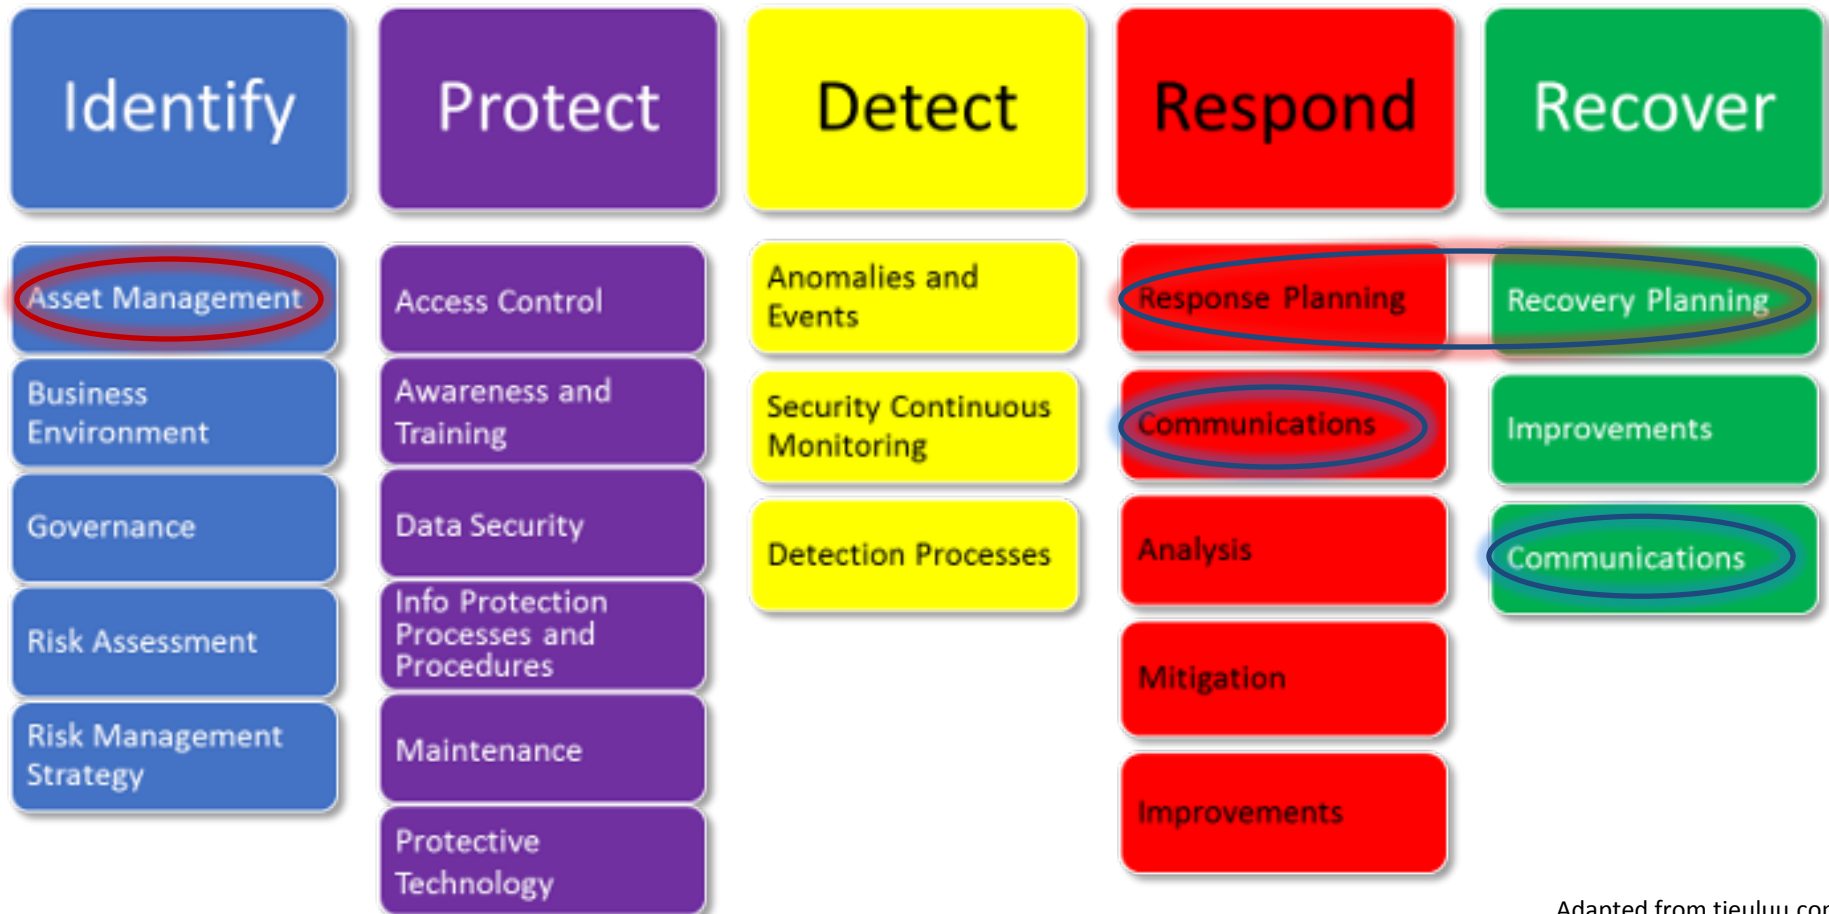 Identify
Protect
Detect
Respond
Recover
Asset Management
Business
Environment
Governance
Risk Assessment
Risk Management
Strategy
Access Control
Awareness and
Training
Data Security
Info Protection
Processes and
Procedures
Maintenance
Protective
Technology
Anomalies and
Events
Security Continuous
Monitoring
Detection Processes
Response Planning
Communications
Analysis
Mitigation
Improvements
Recovery Planning
Improvements
Communications
Adapted from tieuluu.com